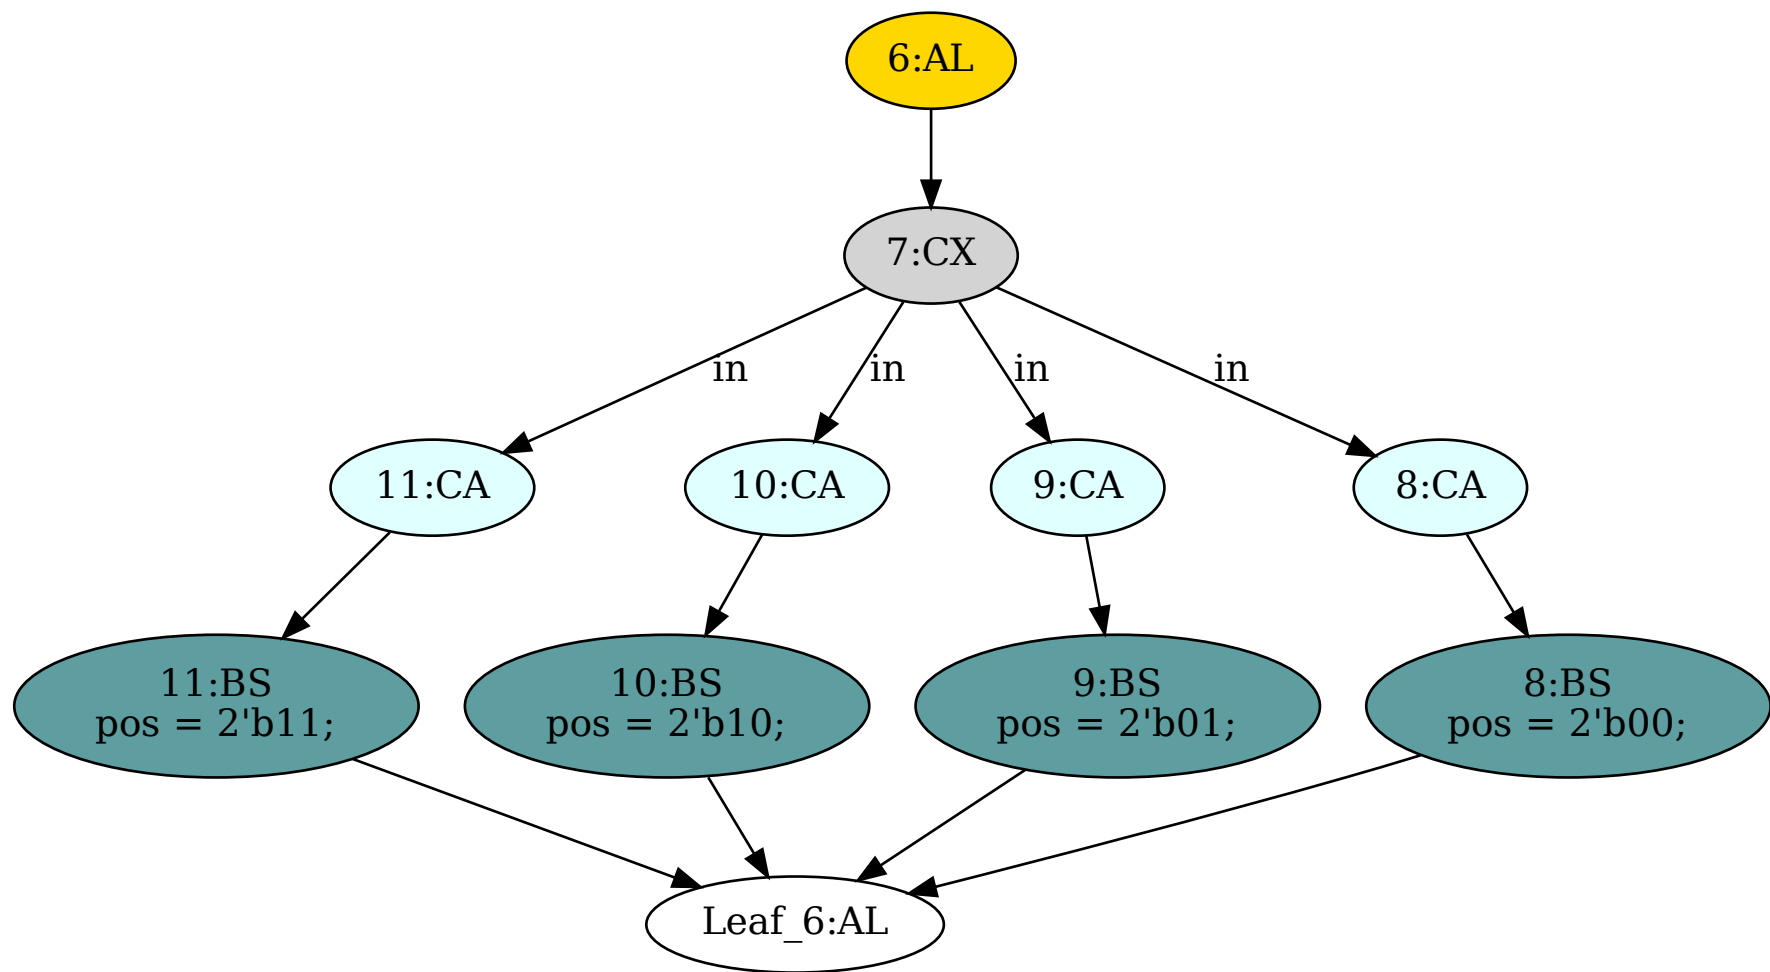 6:AL
7:CX
in
in
in
in
11:CA
10:CA
9:CA
8:CA
11:BS
pos = 2'b11;
10:BS
pos = 2'b10;
9:BS
pos = 2'b01;
8:BS
pos = 2'b00;
Leaf_6:AL